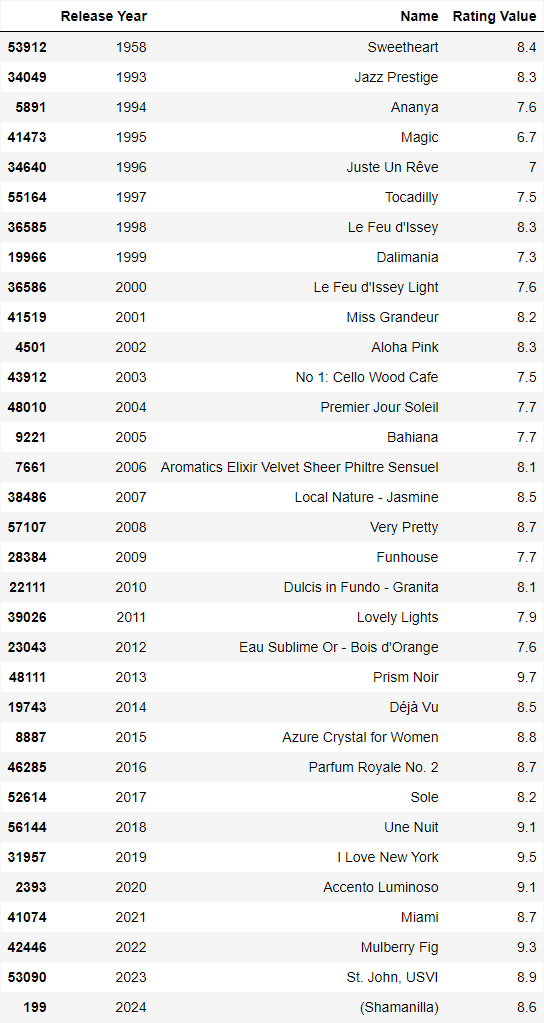 Release Year Name Rating Value
53912 1958 Sweetheart 8.4
34049 1993 Jazz Prestige 8.3
5891 1994 Ananya 7.6
41473 1995 Magic 6.7
34640 1996 Juste Un Rêve 7
55164 1997 Tocadilly 7.5
36585 1998 Le Feu d'Issey 8.3
19966 1999 Dalimania 7.3
36586 2000 Le Feu d'Issey Light 7.6
41519 2001 Miss Grandeur 8.2
4501 2002 Aloha Pink 8.3
43912 2003 No 1: Cello Wood Cafe 7.5
48010 2004 Premier Jour Soleil 7.7
9221 2005 Bahiana 7.7
7661 2006 Aromatics Elixir Velvet Sheer Philtre Sensuel 8.1
38486 2007 Local Nature - Jasmine 8.5
57107 2008 Very Pretty 8.7
28384 2009 Funhouse 7.7
22111 2010 Dulcis in Fundo - Granita 8.1
39026 2011 Lovely Lights 7.9
23043 2012 Eau Sublime Or - Bois d'Orange 7.6
48111 2013 Prism Noir 9.7
19743 2014 Déjà Vu 8.5
8887 2015 Azure Crystal for Women 8.8
46285 2016 Parfum Royale No. 2 8.7
52614 2017 Sole 8.2
56144 2018 Une Nuit 9.1
31957 2019 I Love New York 9.5
2393 2020 Accento Luminoso 9.1
41074 2021 Miami 8.7
42446 2022 Mulberry Fig 9.3
53090 2023 St. John, USVI 8.9
199 2024 (Shamanilla) 8.6